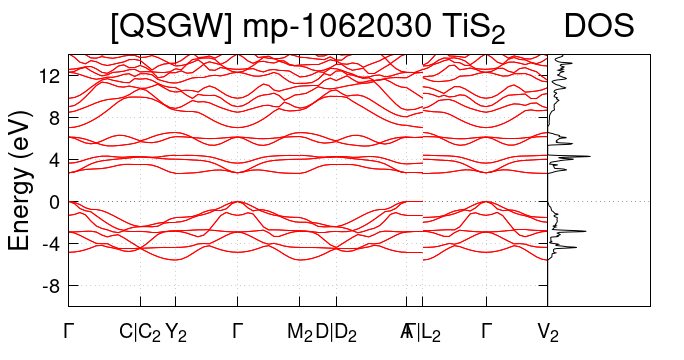 [QSGW] mp-1062030 TiS2 DOS
Energy (eV)
12
8
4
0
-4
-8
Γ C|C2 Y2 Γ M2 D|D2 Γ V2